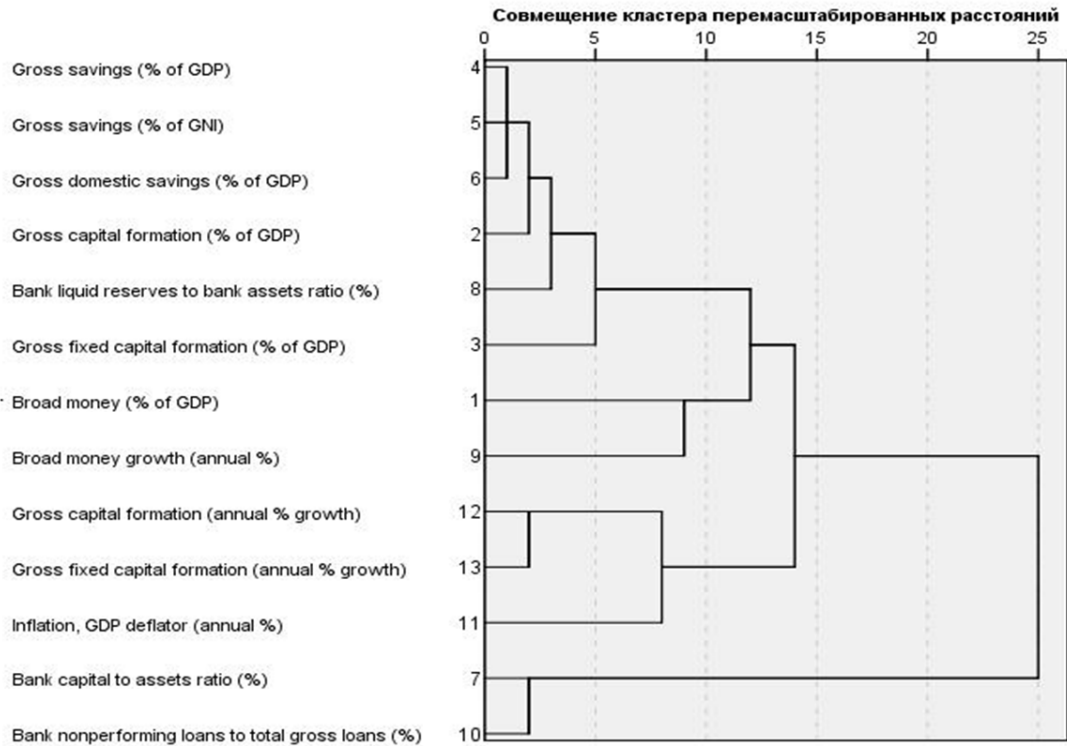 Совмещение кластера перемасштабированных расстояний
0 5 10 15 20 25
Gross savings (% of GDP) 4
Gross savings (% of GNI) 5
Gross domestic savings (% of GDP) 6
Gross capital formation (% of GDP) 2
Bank liquid reserves to bank assets ratio (%) 8
Gross fixed capital formation (% of GDP) 3
Broad money (% of GDP) 1
Broad money growth (annual %) 9
Gross capital formation (annual % growth) 12
Gross fixed capital formation (annual % growth) 13
Inflation, GDP deflator (annual %) 11
Bank capital to assets ratio (%) 7
Bank nonperforming loans to total gross loans (%) 10